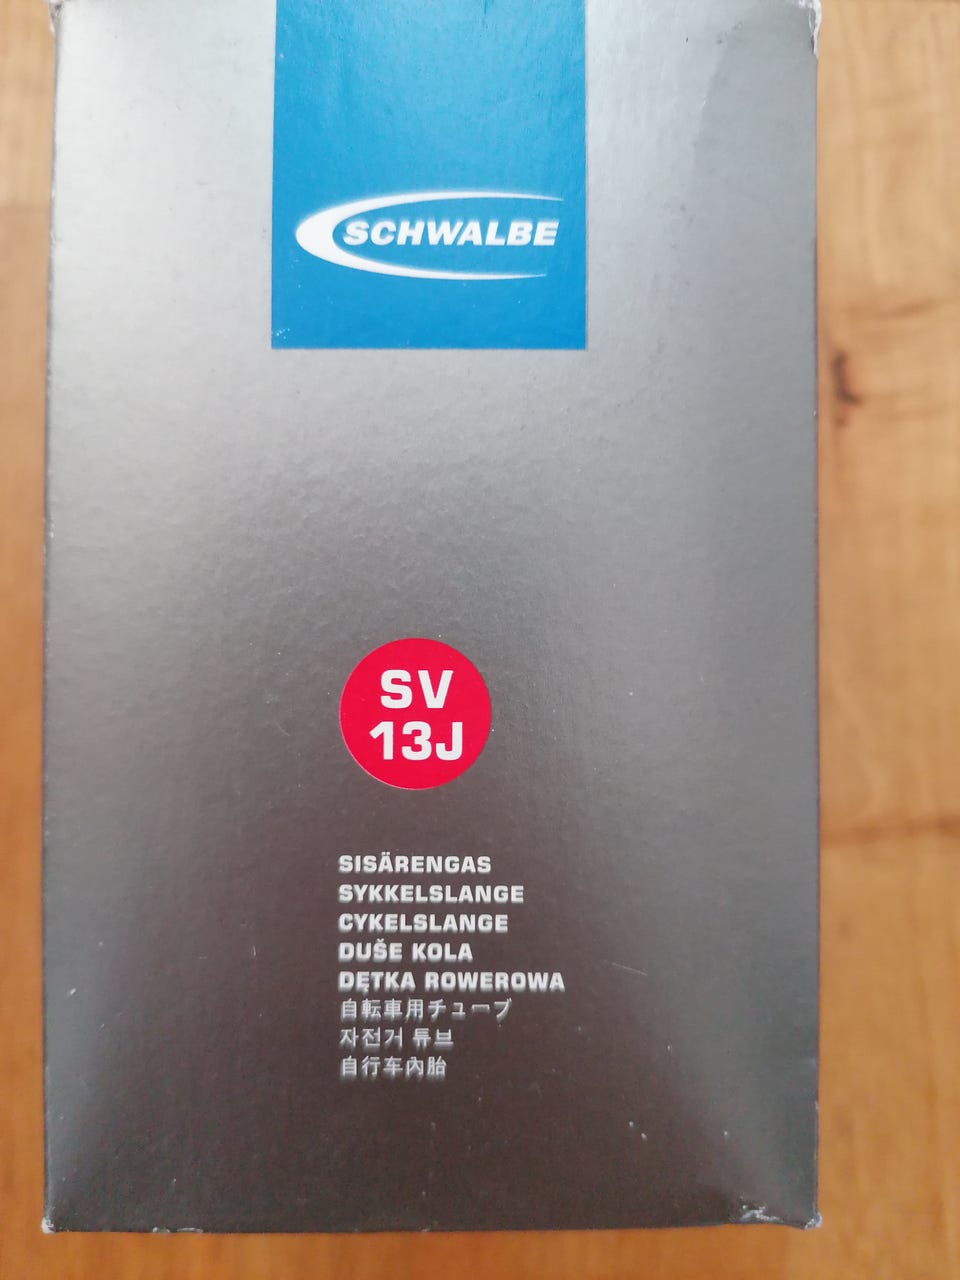 SCHWALBE
SV
13J
SISÄRENGAS
SYKKELSLANGE
CYKELSLANGE
DUŠE KOLA
DĘTKA ROWEROWA
自転車用チューブ
자전거 튜브
自行车內胎